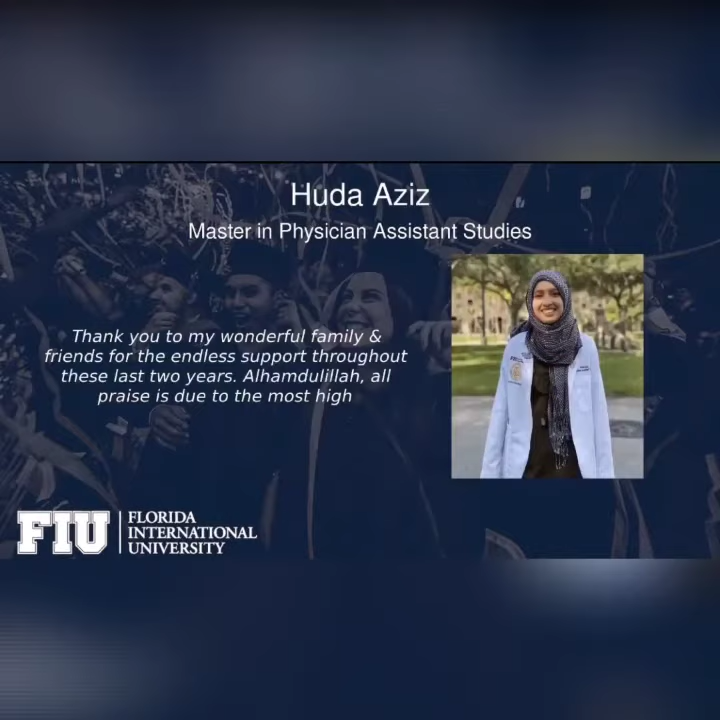 Huda Aziz
Master in Physician Assistant Studies
Thank you to my wonderful family &
friends for the endless support throughout
these last two years. Alhamdulillah, all
praise is due to the most high
FIU
FLORIDA
INTERNATIONAL
UNIVERSITY